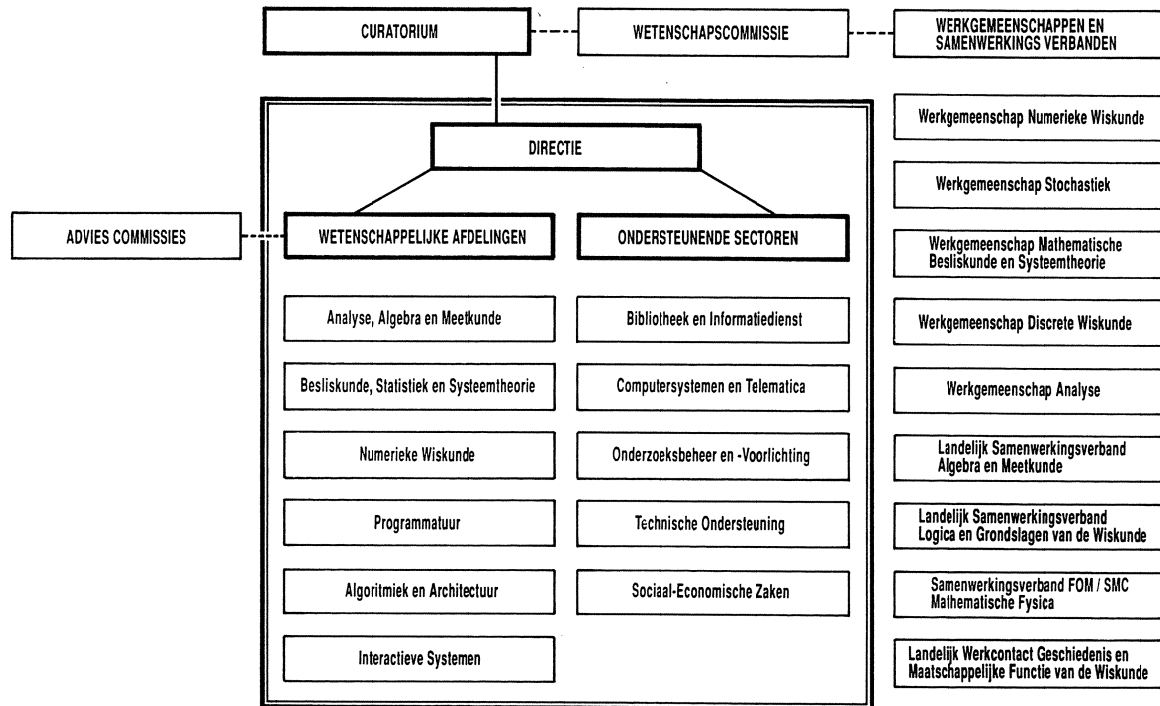 CURATORIUM
WETENSCHAPSCOMMISSIE
WERKGEMEENSCHAPPEN EN
SAMENWERKINGS VERBANDEN
DIRECTIE
ADVIES COMMISSIES
WETENSCHAPPELIJKE AFDELINGEN
ONDERSTEUNENDE SECTOREN
Analyse, Algebra en Meetkunde
Besliskunde, Statistiek en Systeemtheorie
Numerieke Wiskunde
Programmatuur
Algoritmiek en Architectuur
Interactieve Systemen
Bibliotheek en Informatiedienst
Computersystemen en Telematica
Onderzoeksbeheer en -Voorlichting
Technische Ondersteuning
Sociaal-Economische Zaken
Werkgemeenschap Numerieke Wiskunde
Werkgemeenschap Stochastiek
Werkgemeenschap Mathematische
Besliskunde en Systeemtheorie
Werkgemeenschap Discrete Wiskunde
Werkgemeenschap Analyse
Landelijk Samenwerkingsverband
Algebra en Meetkunde
Landelijk Samenwerkingsverband
Logica en Grondslagen van de Wiskunde
Samenwerkingsverband FOM / SMC
Mathematische Fysica
Landelijk Werkcontact Geschiedenis en
Maatschappelijke Functie van de Wiskunde